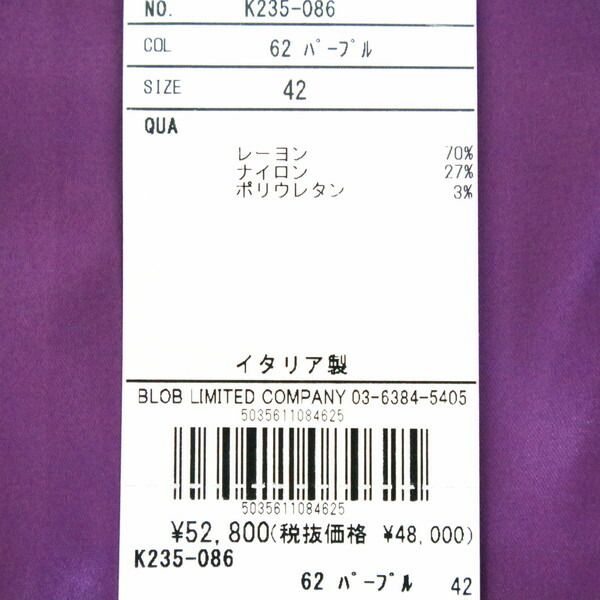 NO. K235-086
COL 62 パープル
SIZE 42
QUA
レーヨン 70%
ナイロン 27%
ポリウレタン 3%
イタリア製
BLOB LIMITED COMPANY 03-6384-5405
5035611084625
5035611084625
¥52,800(税抜価格 ¥48,000)
K235-086
62 パープル 42